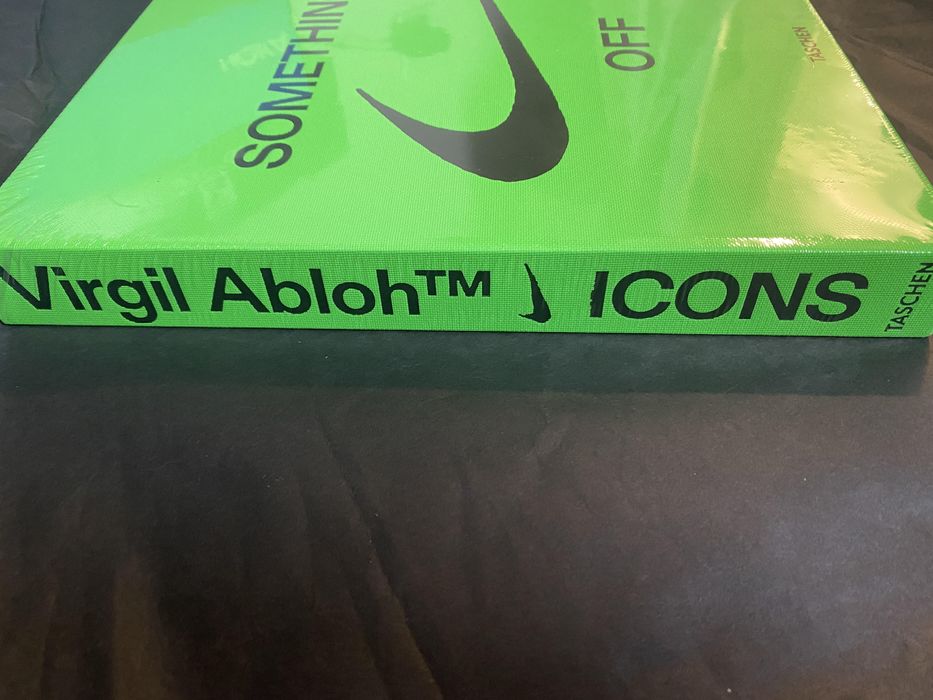 SOMETHIN
OFF
TASCHEN
Virgil Abloh™ ICONS
TASCHEN